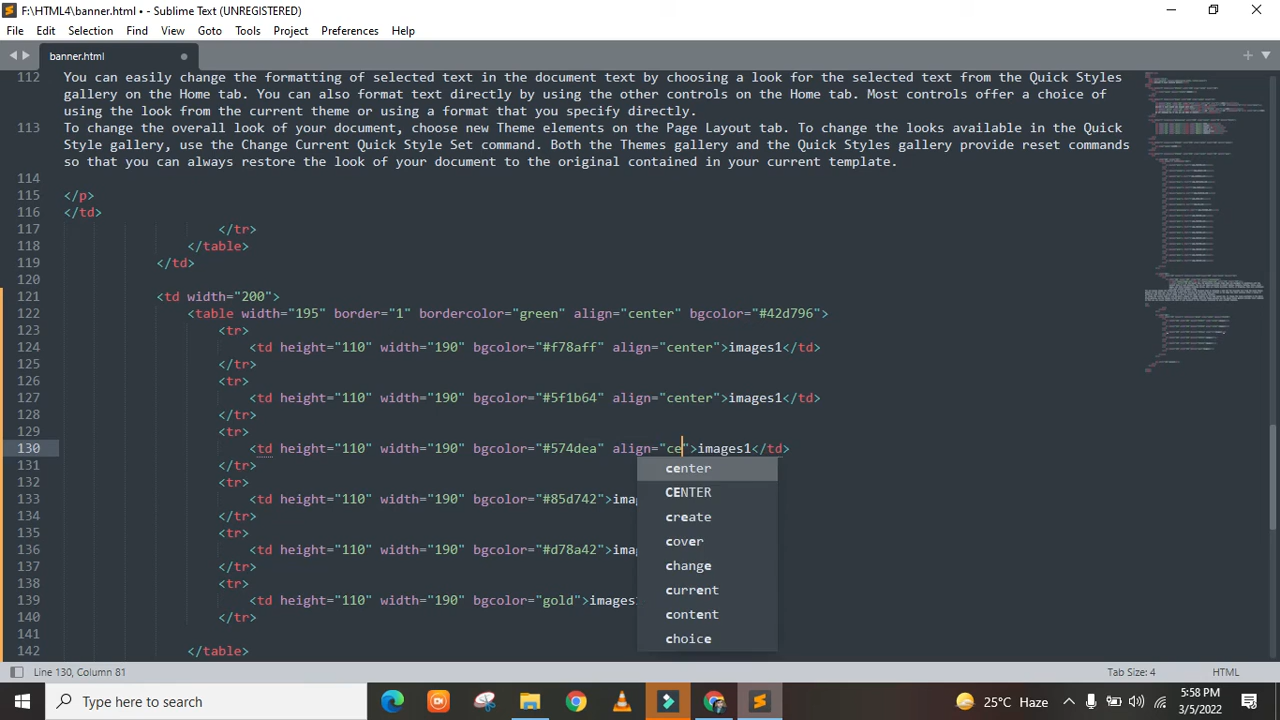 F:\HTML4\banner.html • - Sublime Text (UNREGISTERED)
File Edit Selection Find View Goto Tools Project Preferences Help
banner.html
112 You can easily change the formatting of selected text in the document text by choosing a look for the selected text from the Quick Styles
gallery on the Home tab. You can also format text directly by using the other controls on the Home tab. Most controls offer a choice of
using the look from the current theme or using a format that you specify directly.
113 To change the overall look of your document, choose new Theme elements on the Page Layout tab. To change the looks available in the Quick
Style gallery, use the Change Current Quick Style Set command. Both the Themes gallery and the Quick Styles gallery provide reset commands
so that you can always restore the look of your document to the original contained in your current template.
114
115 </p>
116 </td>
117 </tr>
118 </table>
119 </td>
120
121 <td width="200">
122 <table width="195" border="1" bordercolor="green" align="center" bgcolor="#42d796">
123 <tr>
124 <td height="110" width="190" bgcolor="#f78aff" align="center">images1</td>
125 </tr>
126 <tr>
127 <td height="110" width="190" bgcolor="#5f1b64" align="center">images1</td>
128 </tr>
129 <tr>
130 <td height="110" width="190" bgcolor="#574dea" align="ce">images1</td>
131 </tr>
132 <tr>
133 <td height="110" width="190" bgcolor="#85d742">ima
134 </tr>
135 <tr>
136 <td height="110" width="190" bgcolor="#d78a42">ima
137 </tr>
138 <tr>
139 <td height="110" width="190" bgcolor="gold">images
140 </tr>
141
142 </table>
center
CENTER
create
cover
change
current
content
choice
Line 130, Column 81 Tab Size: 4 HTML
Type here to search 25°C Haze 5:58 PM
3/5/2022